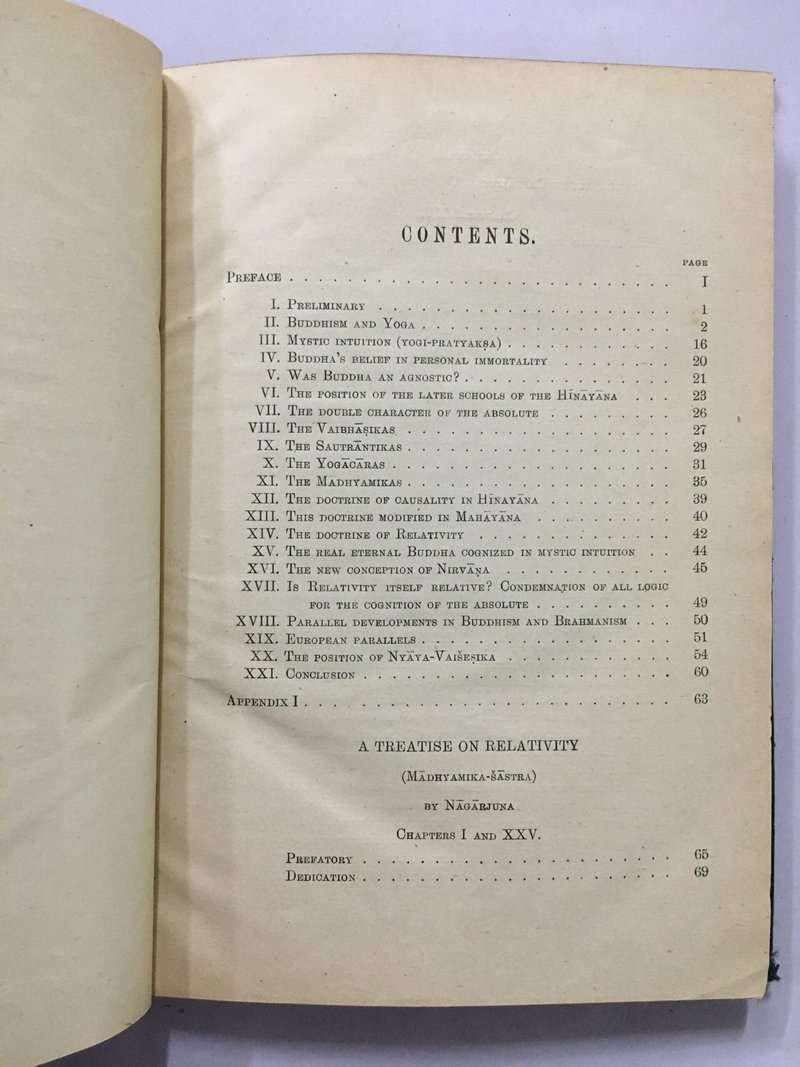 CONTENTS.
PAGE
PREFACE . . . . . . . . . . . . . . . . . . . . . . . . . . I
I. PRELIMINARY . . . . . . . . . . . . . . . . . . . . 1
II. BUDDHISM AND YOGA . . . . . . . . . . . . . . . . . . 2
III. MYSTIC INTUITION (YOGI-PRATYAKṢA) . . . . . . . . . . . . 16
IV. BUDDHA'S BELIEF IN PERSONAL IMMORTALITY . . . . . . . . 20
V. WAS BUDDHA AN AGNOSTIC? . . . . . . . . . . . . . . . 21
VI. THE POSITION OF THE LATER SCHOOLS OF THE HĪNAYĀNA . . . 23
VII. THE DOUBLE CHARACTER OF THE ABSOLUTE . . . . . . . . . 26
VIII. THE VAIBHĀṢIKAS . . . . . . . . . . . . . . . . . . . 27
IX. THE SAUTRĀNTIKAS . . . . . . . . . . . . . . . . . . . 29
X. THE YOGĀCĀRAS . . . . . . . . . . . . . . . . . . . . 31
XI. THE MADHYAMIKAS . . . . . . . . . . . . . . . . . . . 35
XII. THE DOCTRINE OF CAUSALITY IN HĪNAYĀNA . . . . . . . . . 39
XIII. THIS DOCTRINE MODIFIED IN MAHĀYĀNA . . . . . . . . . . 40
XIV. THE DOCTRINE OF RELATIVITY . . . . . . . . . . . . . . 42
XV. THE REAL ETERNAL BUDDHA COGNIZED IN MYSTIC INTUITION . . 44
XVI. THE NEW CONCEPTION OF NIRVĀṆA . . . . . . . . . . . . 45
XVII. IS RELATIVITY ITSELF RELATIVE? CONDEMNATION OF ALL LOGIC
FOR THE COGNITION OF THE ABSOLUTE . . . . . . . . . . 49
XVIII. PARALLEL DEVELOPMENTS IN BUDDHISM AND BRAHMANISM . . . 50
XIX. EUROPEAN PARALLELS . . . . . . . . . . . . . . . . . . 51
XX. THE POSITION OF NYĀYA-VAIŠEṢIKA . . . . . . . . . . . . 54
XXI. CONCLUSION . . . . . . . . . . . . . . . . . . . . . . 60
APPENDIX I . . . . . . . . . . . . . . . . . . . . . . . . . 63
A TREATISE ON RELATIVITY
(MĀDHYAMIKA-ŠĀSTRA)
BY NĀGĀRJUNA
CHAPTERS I AND XXV.
PREFATORY . . . . . . . . . . . . . . . . . . . . . . 65
DEDICATION . . . . . . . . . . . . . . . . . . . . . . 69